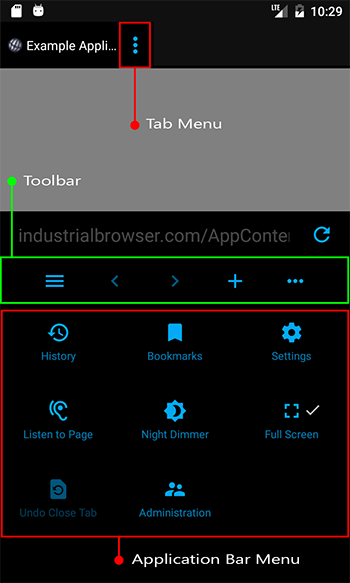 LTE 10:29
Example Appli...
Tab Menu
Toolbar
industrialbrowser.com/AppConte
History Bookmarks Settings
Listen to Page Night Dimmer Full Screen
Undo Close Tab Administration
Application Bar Menu